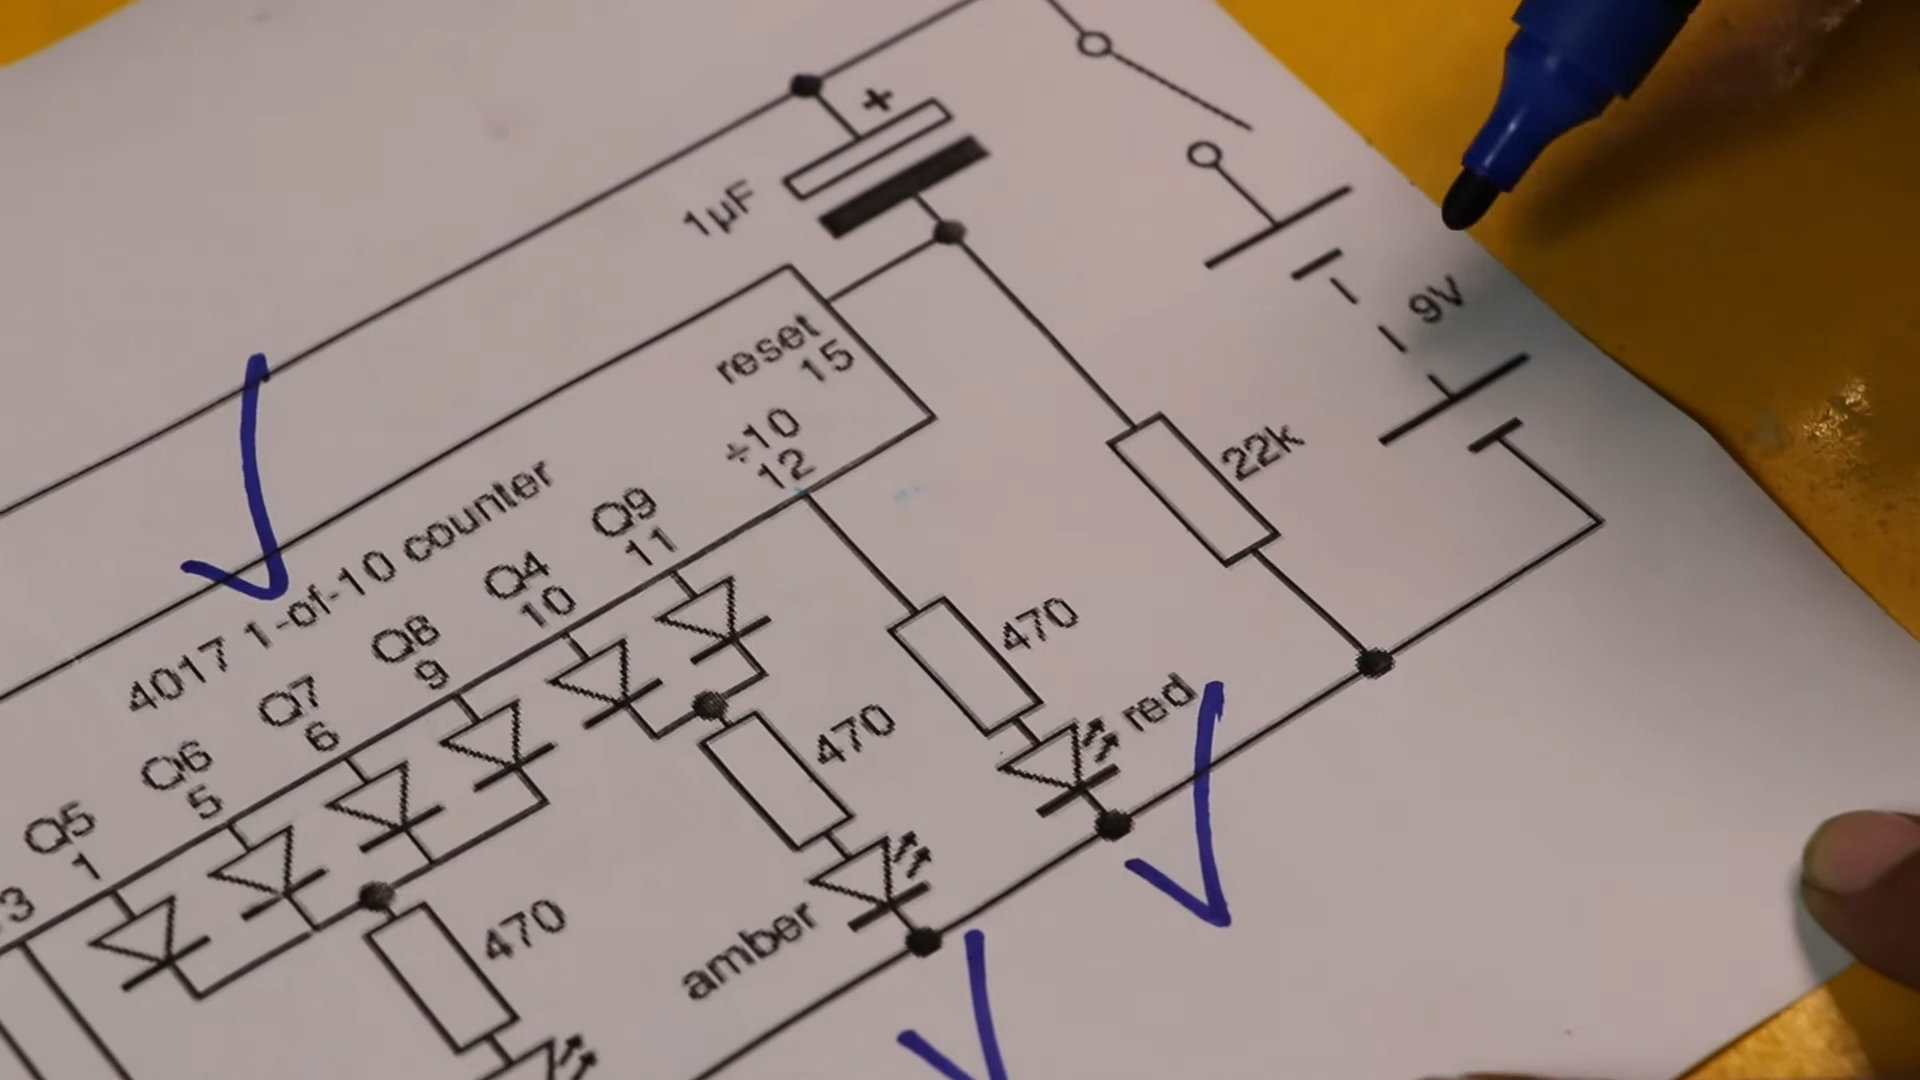 +
1µF
9V
reset
15
22k
÷10
12
4017 1-of-10 counter
Q9
11
Q4
10
Q8
9
Q7
6
Q6
5
Q5
1
3
470
red
470
amber
470